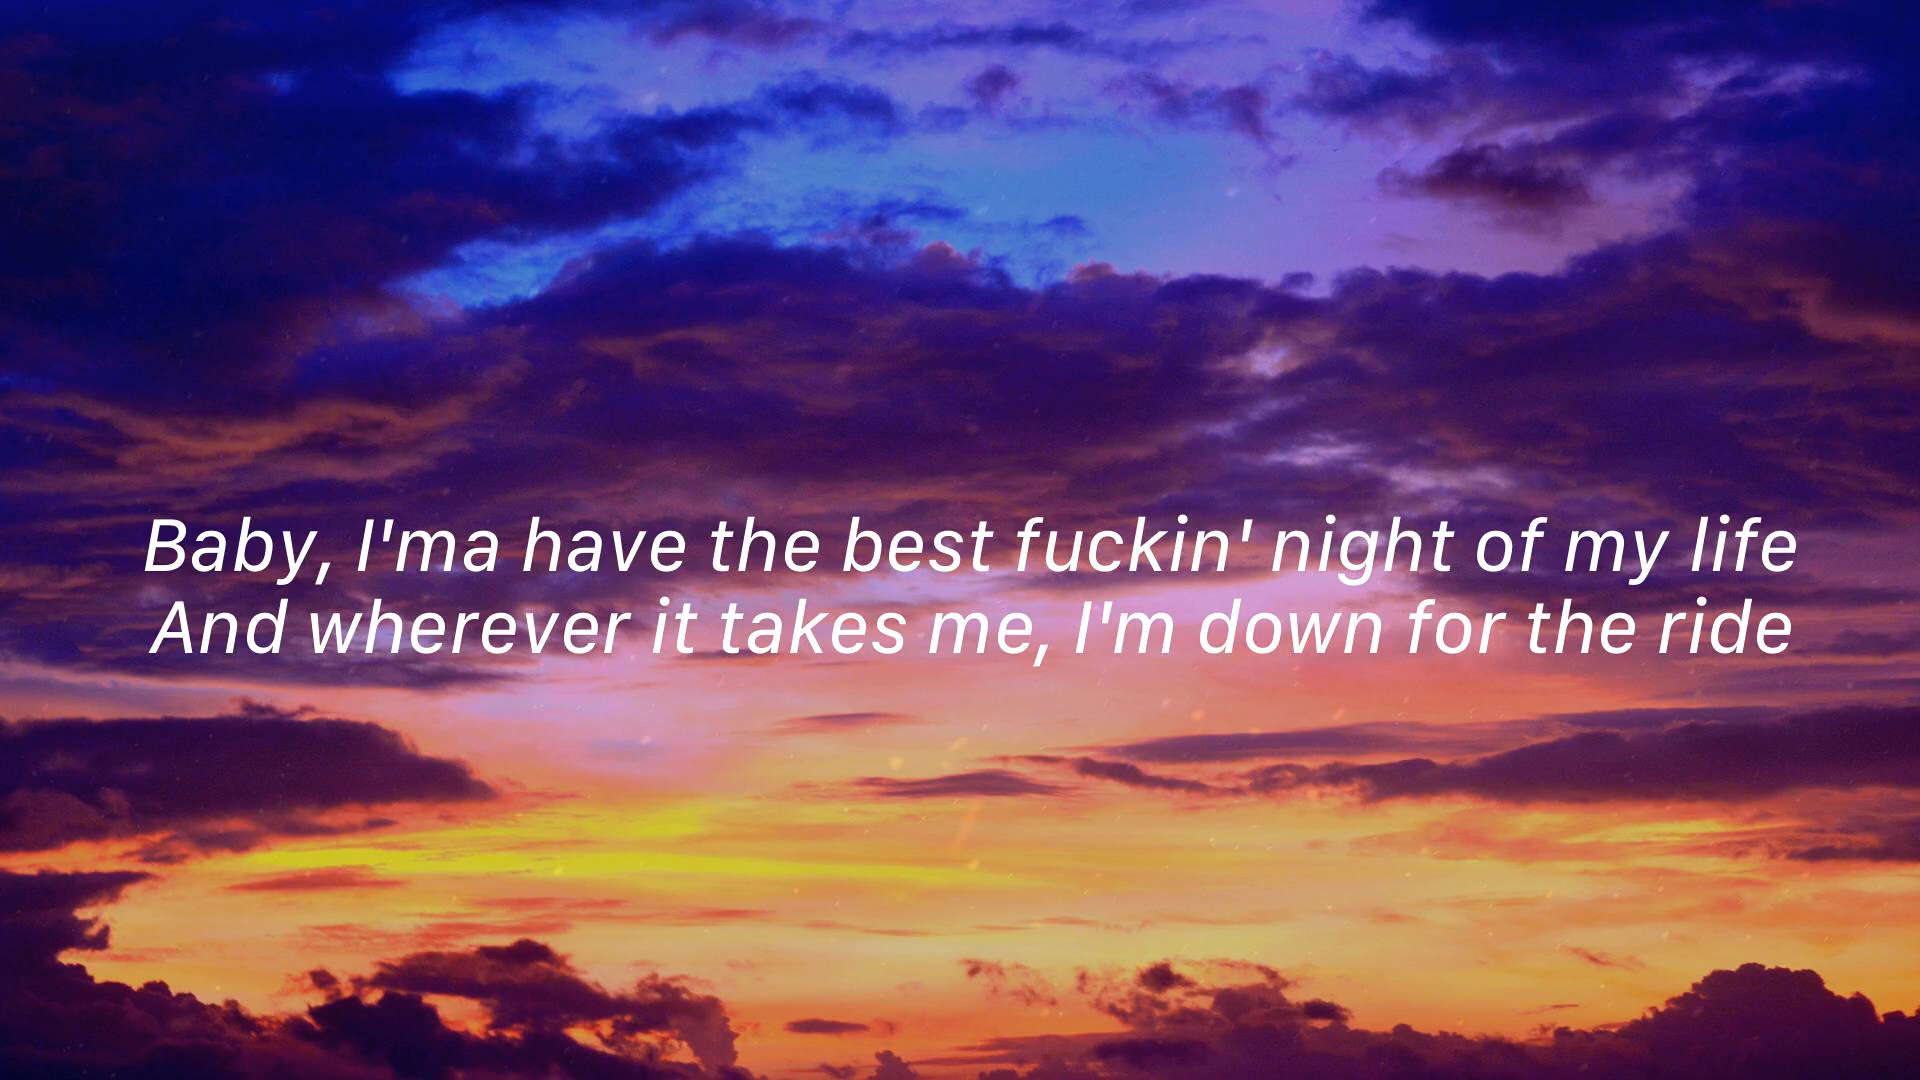 Baby, I'ma have the best fuckin' night of my life
And wherever it takes me, I'm down for the ride